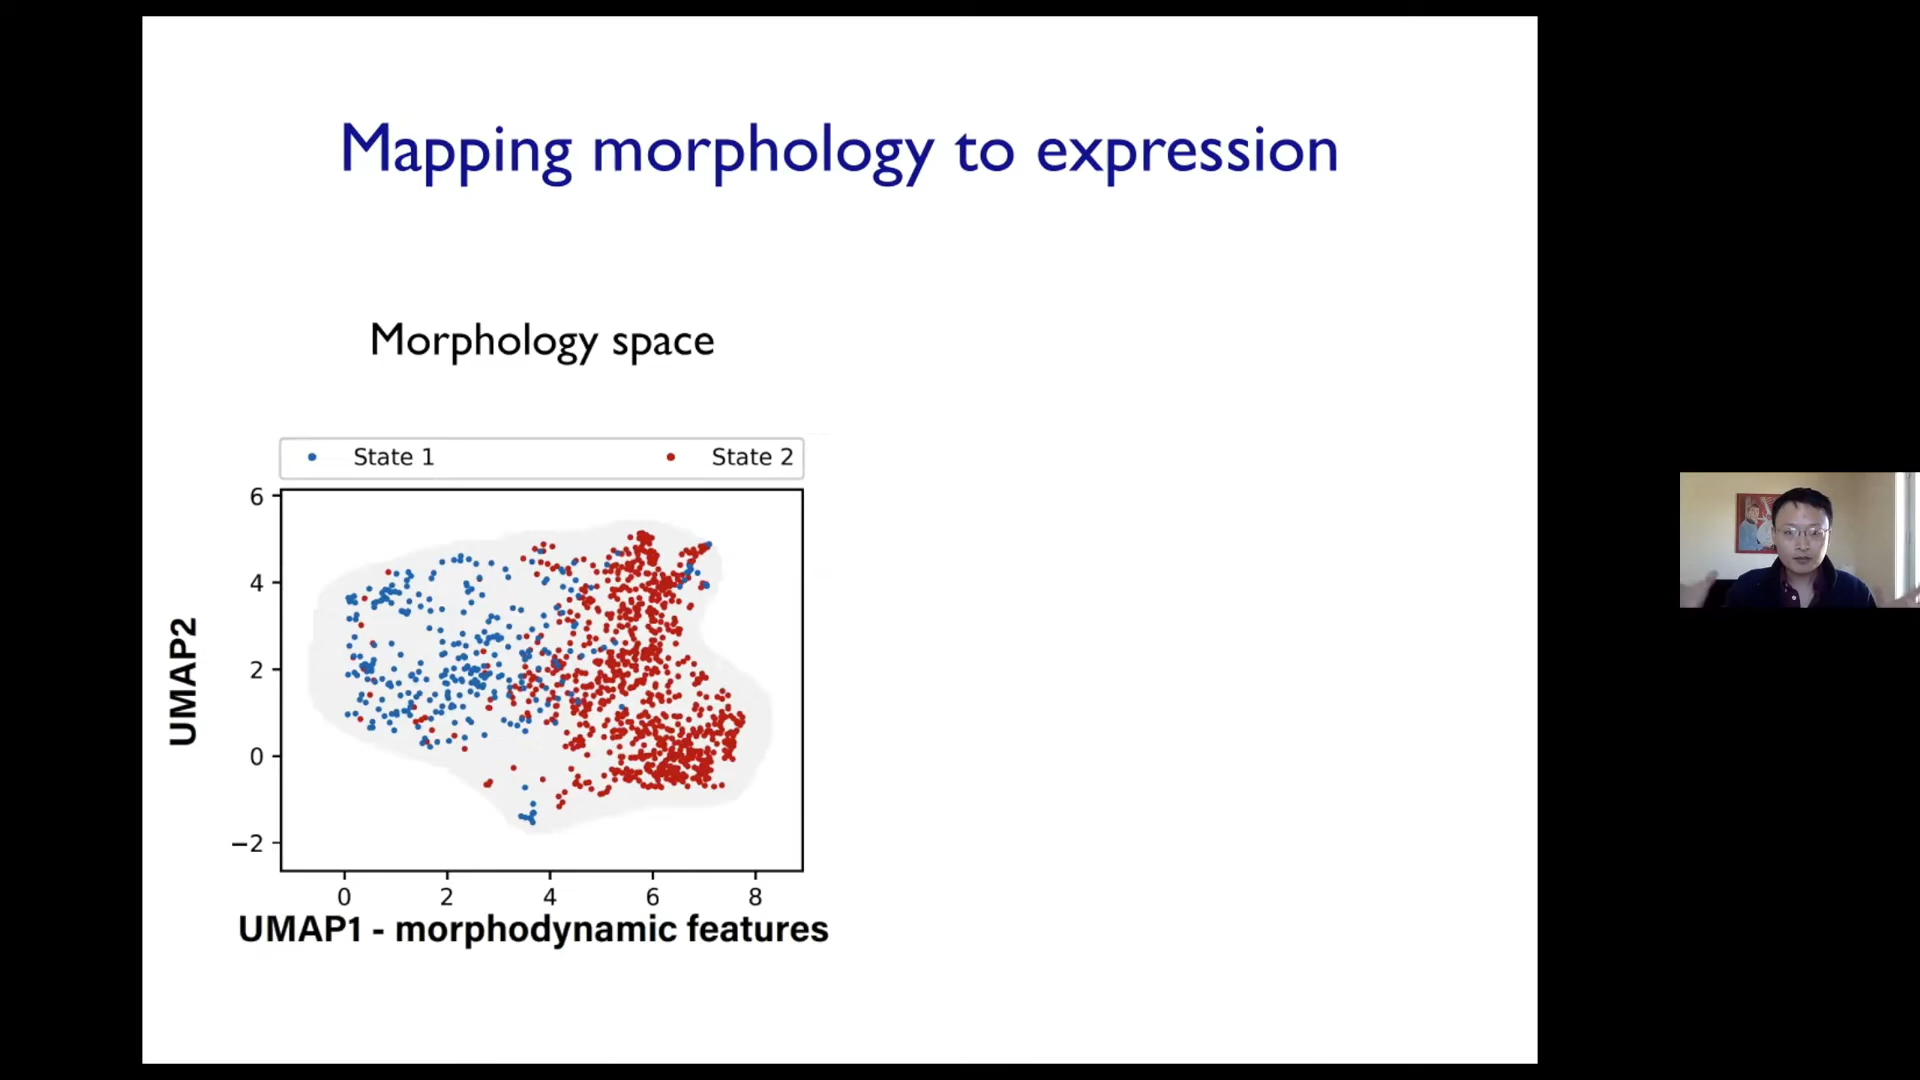 Mapping morphology to expression
Morphology space
State 1
State 2
6
4
2
0
−2
UMAP2
0 2 4 6 8
UMAP1 - morphodynamic features